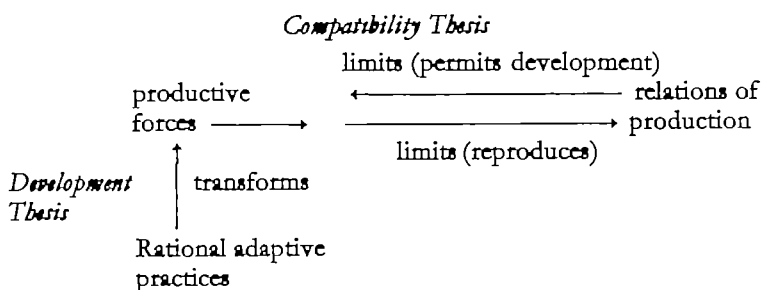 Compatibility Thesis
limits (permits development)
productive
forces
relations of
production
limits (reproduces)
Development
Thesis
transforms
Rational adaptive
practices